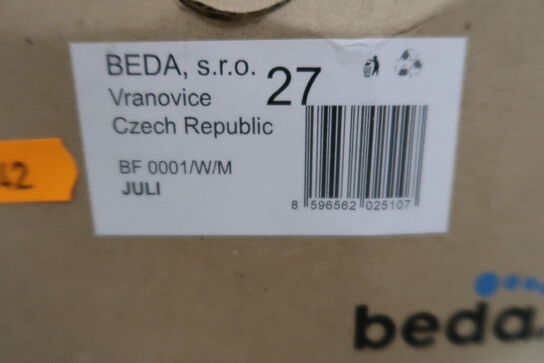 BEDA, s.r.o. 27
Vranovice
Czech Republic
BF 0001/W/M
JULI
8 596562 025107
42
beda